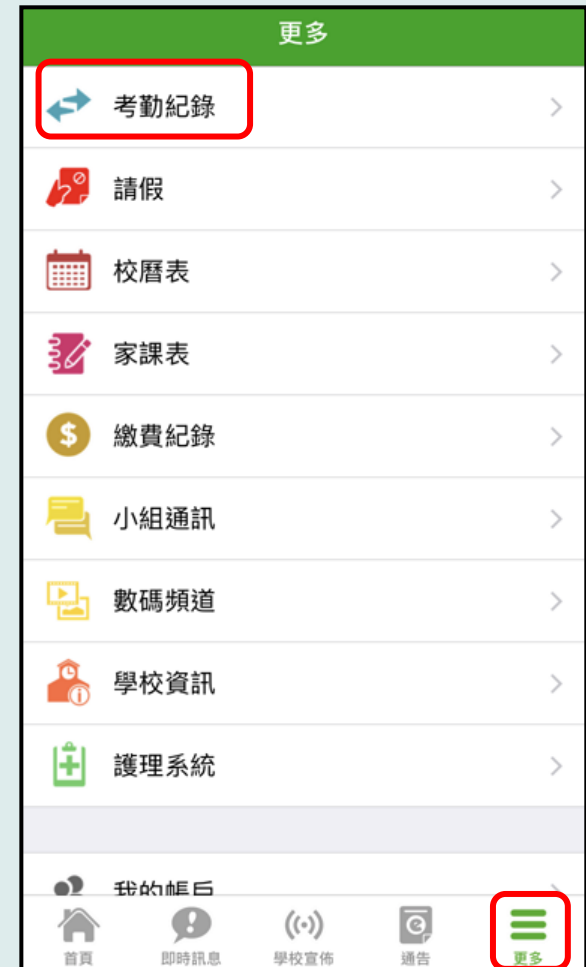 更多
考勤紀錄
請假
校曆表
家課表
繳費紀錄
小組通訊
數碼頻道
學校資訊
護理系統
我的帳戶
首頁
即時訊息
學校宣佈
通告
更多